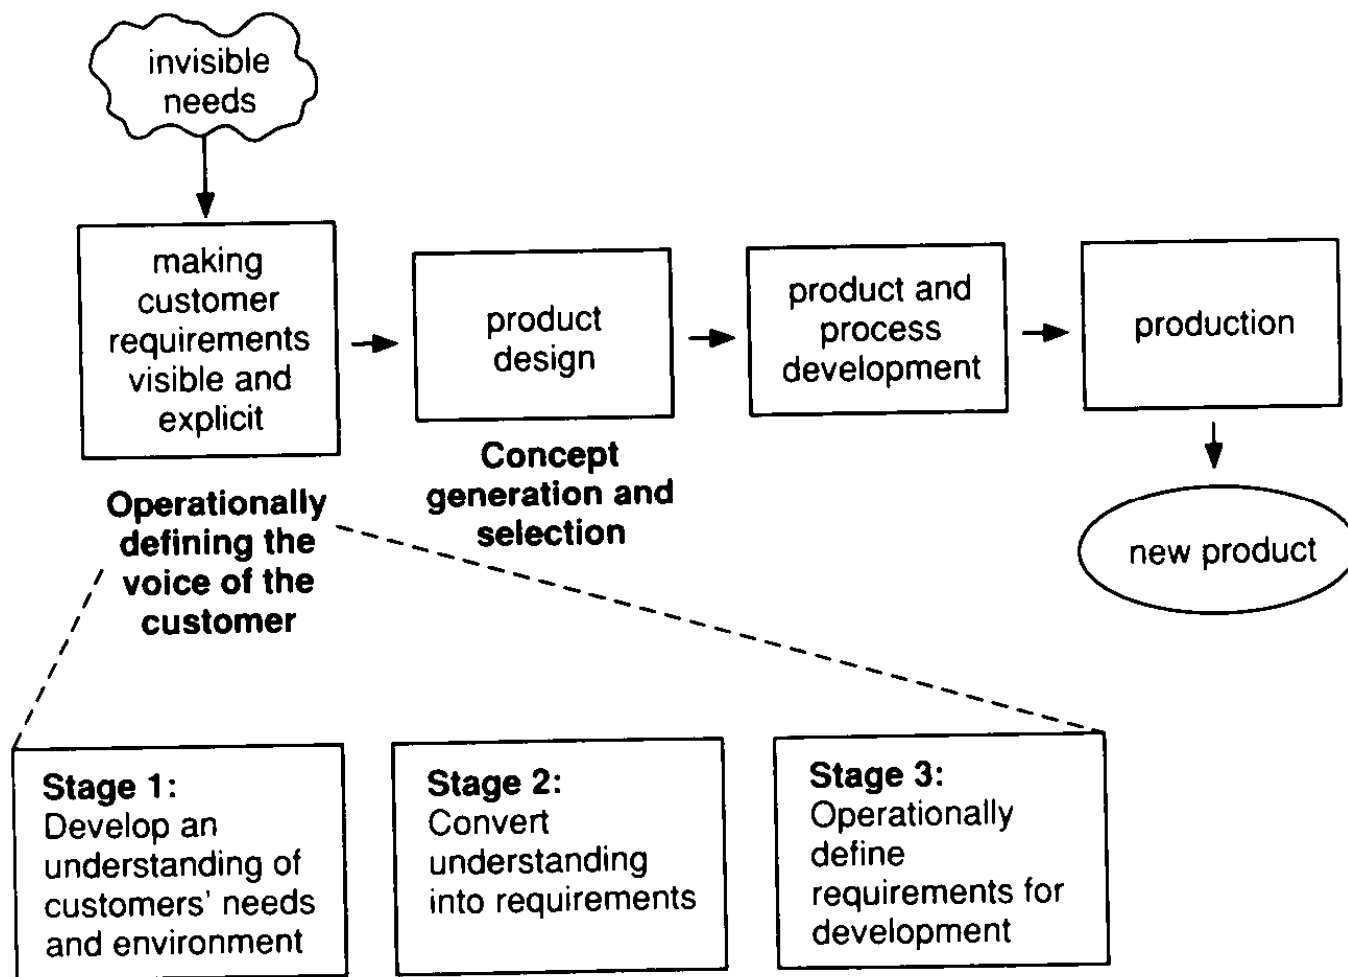 invisible
needs
making
customer
requirements
visible and
explicit
product
design
product and
process
development
production
Operationally
defining the
voice of the
customer
Concept
generation and
selection
new product
Stage 1:
Develop an
understanding of
customers' needs
and environment
Stage 2:
Convert
understanding
into requirements
Stage 3:
Operationally
define
requirements for
development